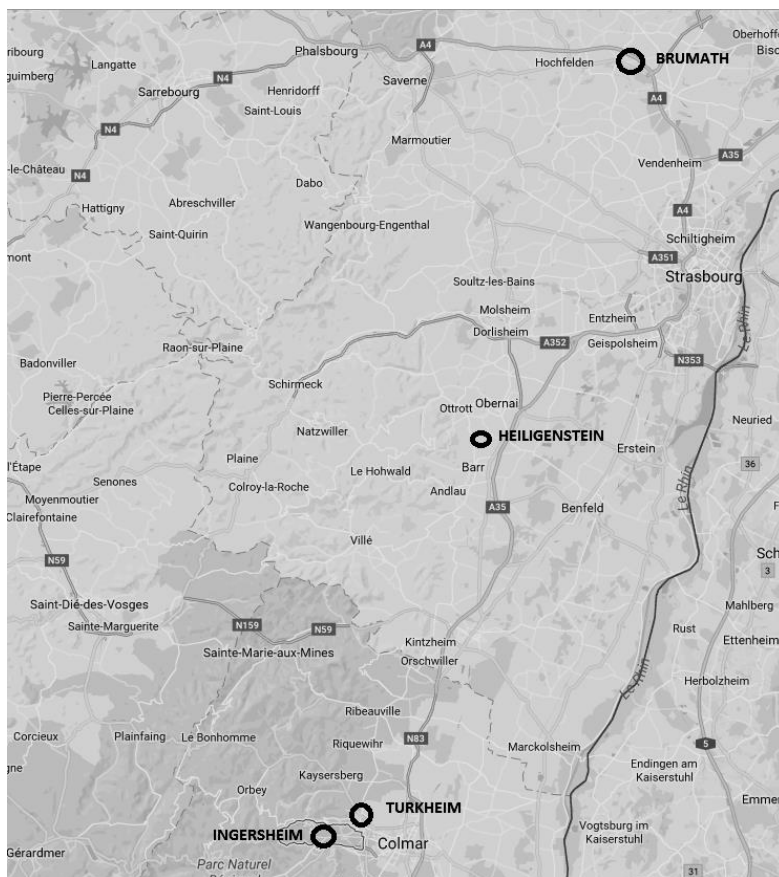 Oberhoffe
A4
Phalsbourg
BRUMATH
ribourg
Langatte
Hochfelden
Bisc
guimberg
N4
Saverne
Sarrebourg
Henridorff
Saint-Louis
A4
N4
Marmoutier
A35
Vendenheim
-le-Château
N4
Dabo
Abreschviller
Hattigny
A4
Wangenbourg-Engenthal
Saint-Quirin
Schiltigheim
mont
A351
Strasbourg
Soultz-les-Bains
Molsheim
Entzheim
Dorlisheim
Le Rhin
A352
Geispolsheim
Raon-sur-Plaine
N353
Badonviller
Schirmeck
Pierre-Percée
Celles-sur-Plaine
Ottrott
Obernai
Neuried
Natzwiller
HEILIGENSTEIN
Erstein
Plaine
l'Étape
Le Hohwald
Barr
36
Senones
Colroy-la-Roche
Andlau
Le Rhin
Moyenmoutier
A35
Benfeld
F
Clairefontaine
Villé
Sch
N59
3
Saint-Dié-des-Vosges
Mahlberg
Sainte-Marguerite
N159
N59
Rust
Ettenheim
Kintzheim
Sainte-Marie-aux-Mines
Orschwiller
Le Rhin
Herbolzheim
Ribeauvillé
Corcieux
Plainfaing
Le Bonhomme
Riquewihr
N83
5
Marckolsheim
gne
Endingen am
Kaiserstuhl
Kaysersberg
Orbey
Emme
TURKHEIM
INGERSHEIM
Vogtsburg im
Kaiserstuhl
Colmar
Gérardmer
Parc Naturel
31